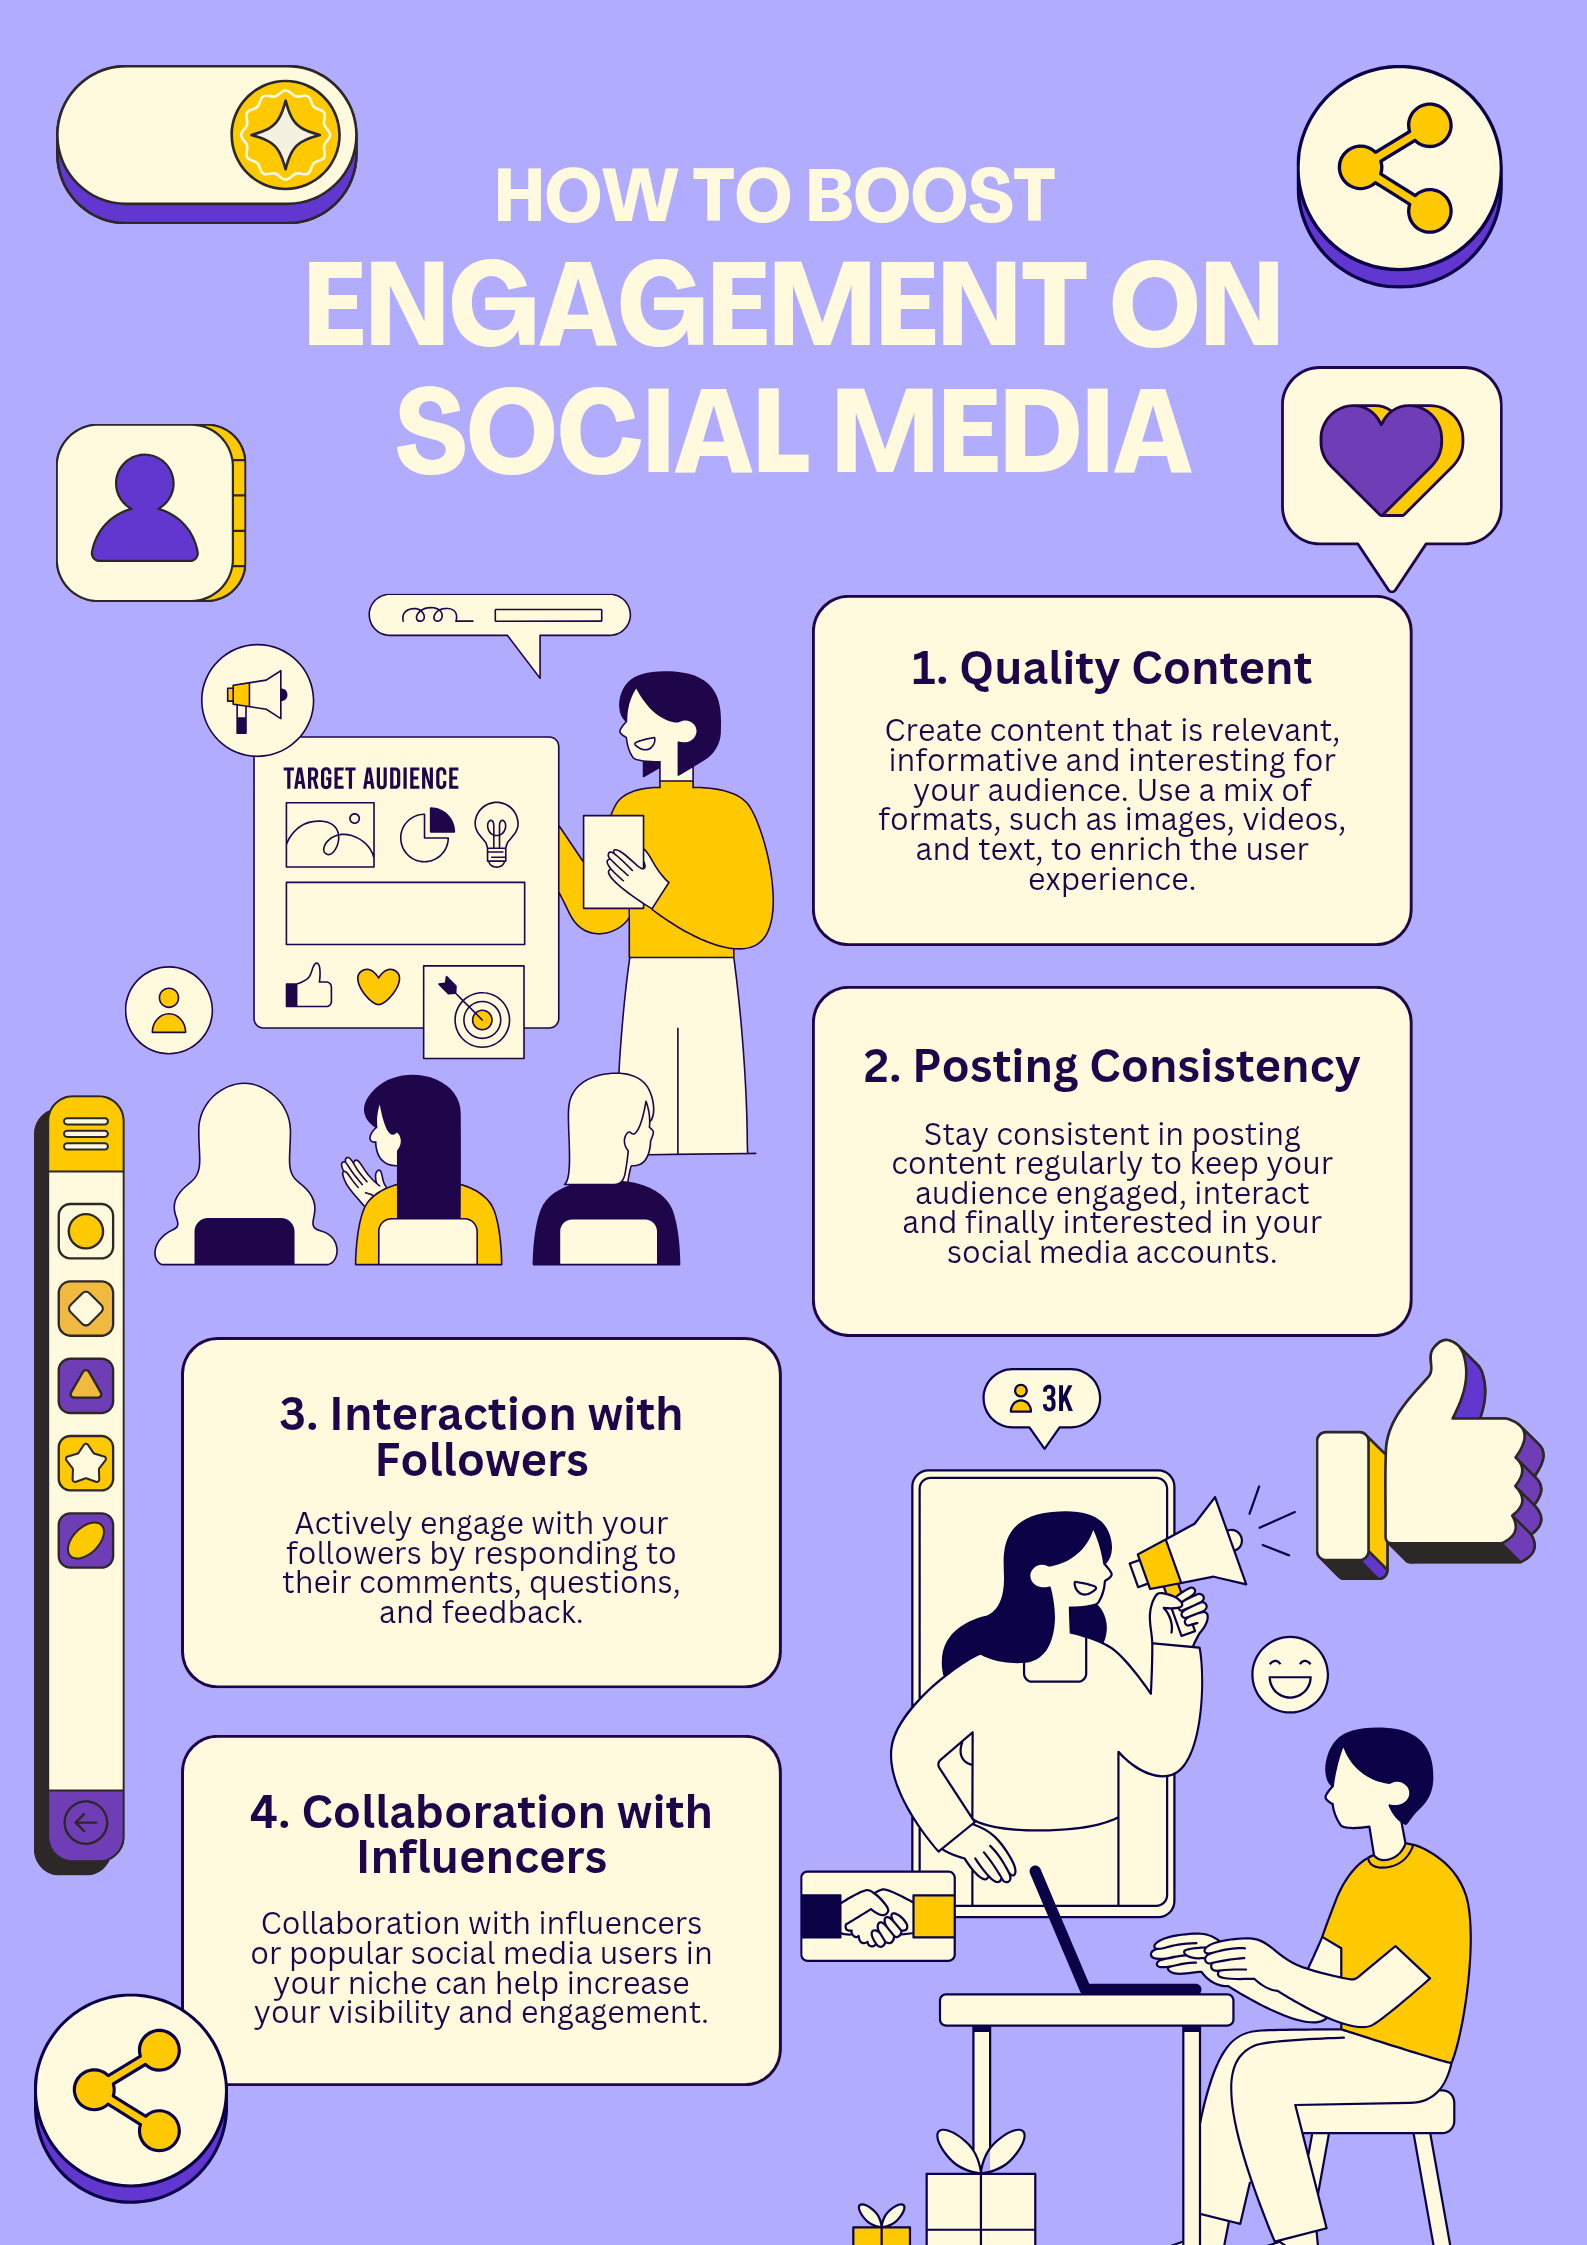 HOW TO BOOST
ENGAGEMENT ON
SOCIAL MEDIA
TARGET AUDIENCE
1. Quality Content
Create content that is relevant,
informative and interesting for
your audience. Use a mix of
formats, such as images, videos,
and text, to enrich the user
experience.
2. Posting Consistency
Stay consistent in posting
content regularly to keep your
audience engaged, interact
and finally interested in your
social media accounts.
3. Interaction with
Followers
Actively engage with your
followers by responding to
their comments, questions,
and feedback.
3K
4. Collaboration with
Influencers
Collaboration with influencers
or popular social media users in
your niche can help increase
your visibility and engagement.